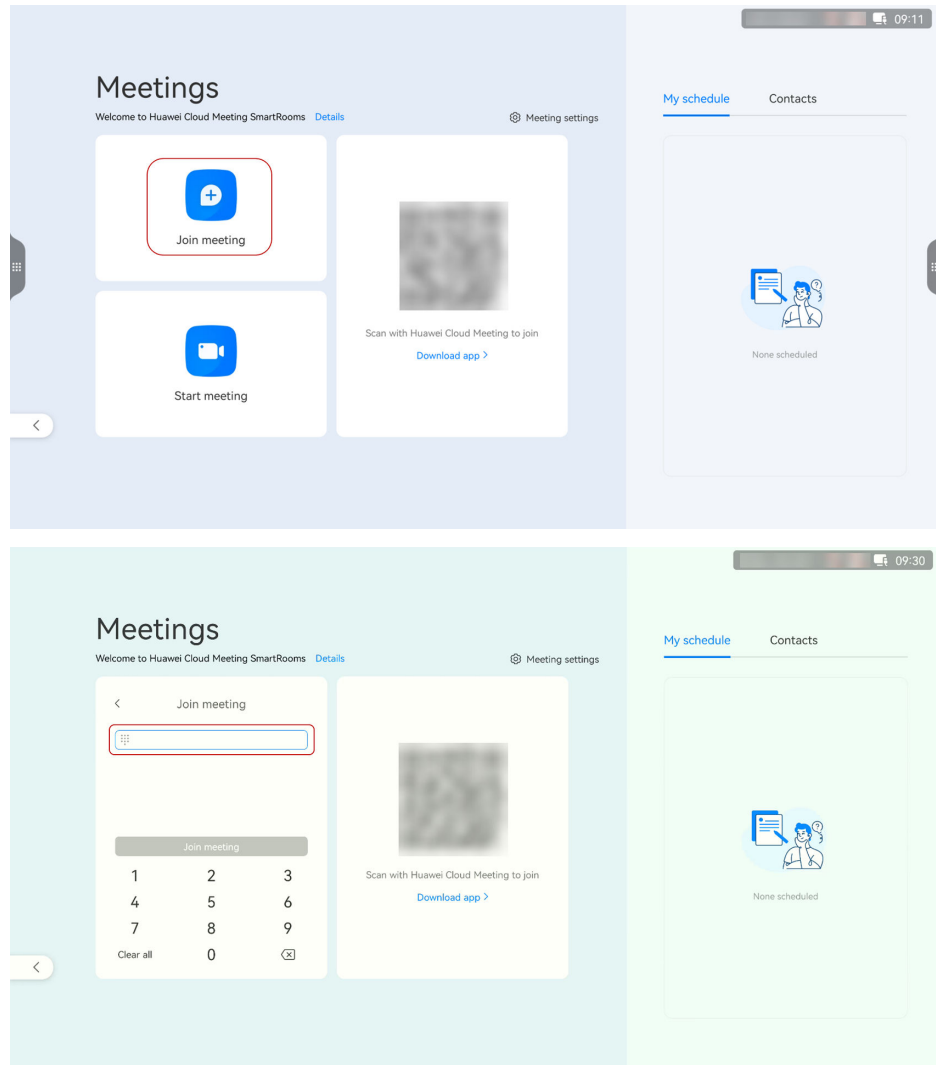 09:11
Meetings
Welcome to Huawei Cloud Meeting SmartRooms Details
Meeting settings
Join meeting
Start meeting
Scan with Huawei Cloud Meeting to join
Download app >
My schedule Contacts
?
None scheduled
09:30
Meetings
Welcome to Huawei Cloud Meeting SmartRooms Details
Meeting settings
Join meeting
Join meeting
1 2 3
4 5 6
7 8 9
Clear all 0
Scan with Huawei Cloud Meeting to join
Download app >
My schedule Contacts
?
None scheduled